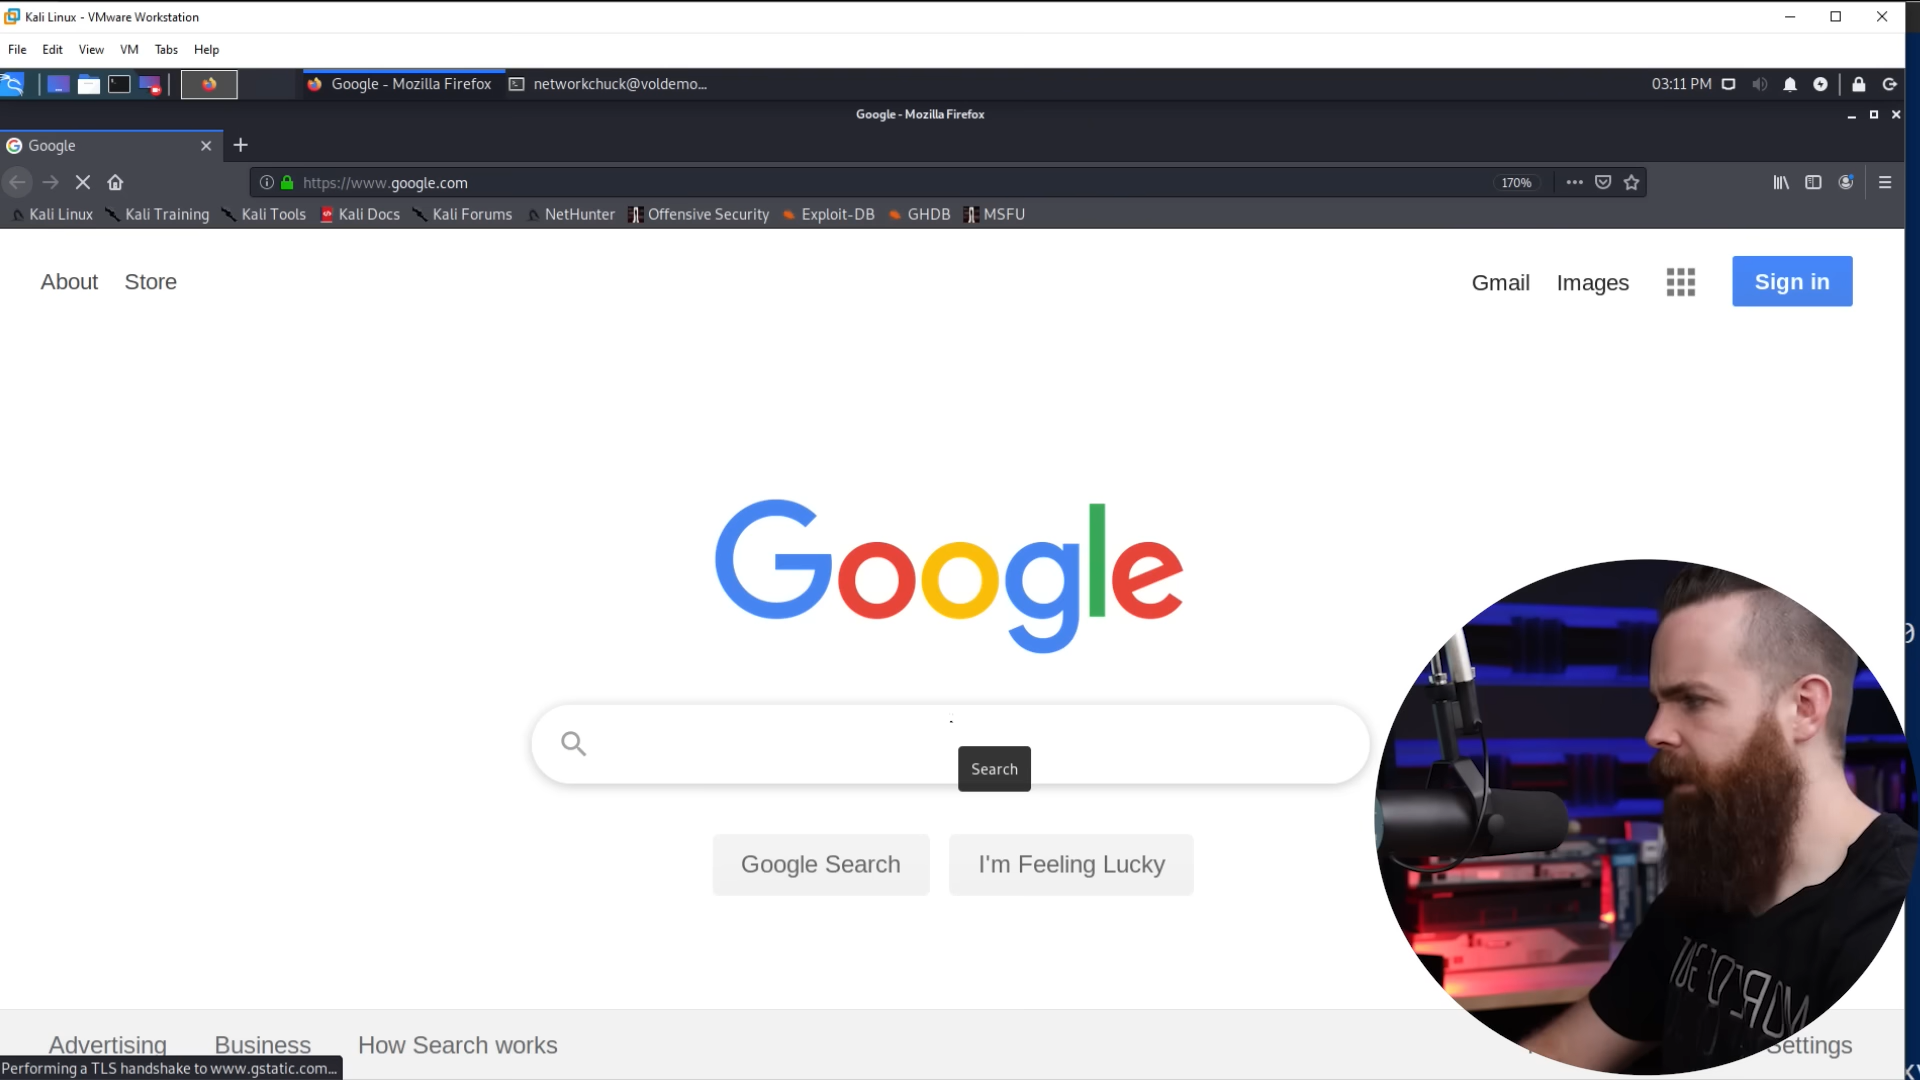 Kali Linux - VMware Workstation
File Edit View VM Tabs Help
Google - Mozilla Firefox networkchuck@voldemo... 03:11 PM
Google - Mozilla Firefox
Google
https://www.google.com 170%
Kali Linux Kali Training Kali Tools Kali Docs Kali Forums NetHunter Offensive Security Exploit-DB GHDB MSFU
About Store Gmail Images Sign in
Google
Search
Google Search I'm Feeling Lucky
Advertising Business How Search works Settings
Performing a TLS handshake to www.gstatic.com...